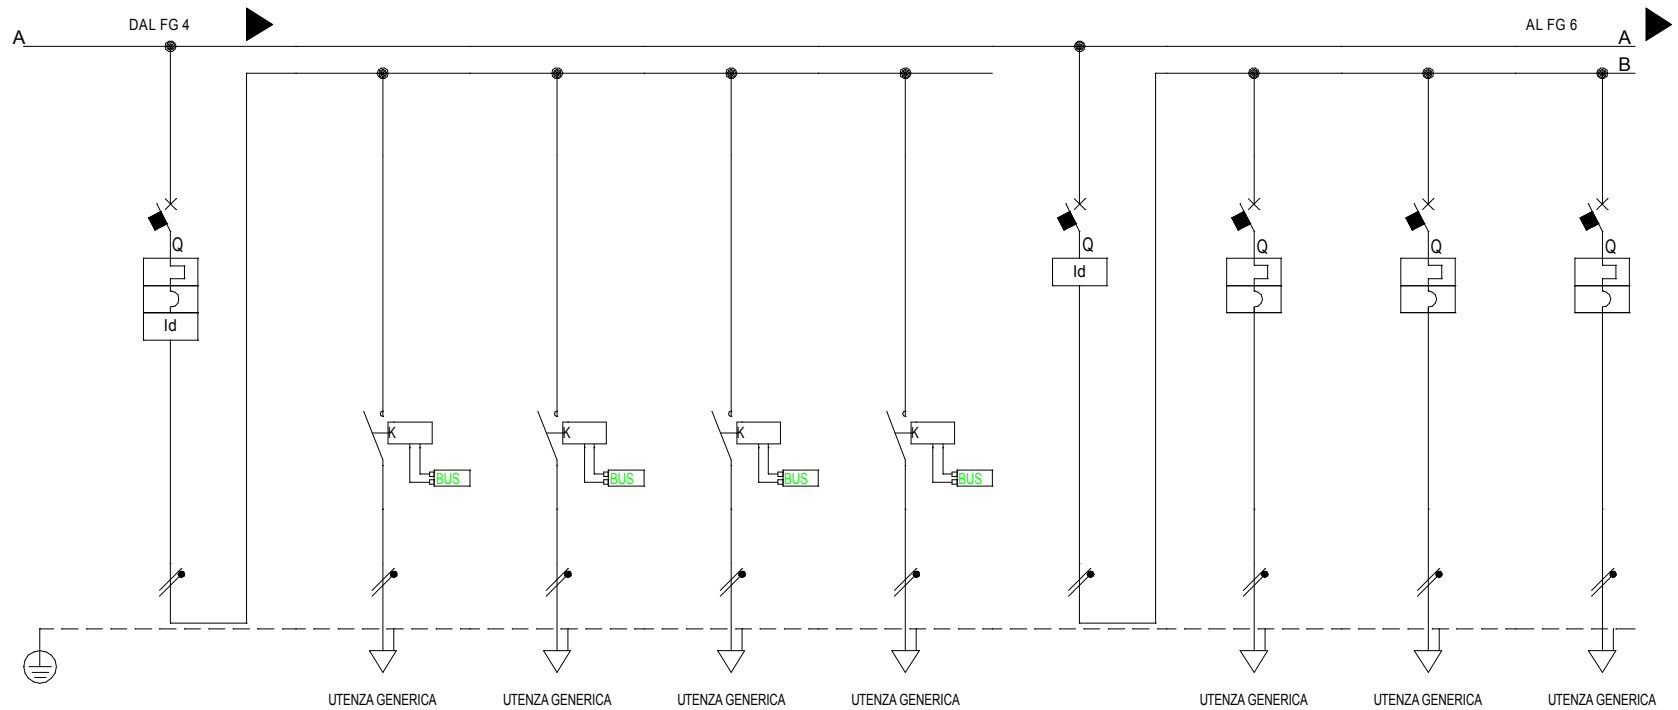 DAL FG 4
AL FG 6
A
A
B
Q
Q
Q
Q
Q
Id
Id
K
K
K
K
BUS
BUS
BUS
BUS
UTENZA GENERICA
UTENZA GENERICA
UTENZA GENERICA
UTENZA GENERICA
UTENZA GENERICA
UTENZA GENERICA
UTENZA GENERICA